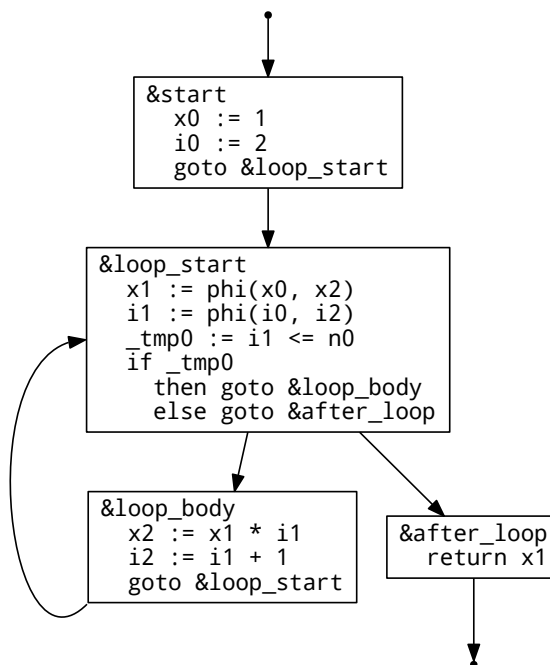 &start
x0 := 1
i0 := 2
goto &loop_start
&loop_start
x1 := phi(x0, x2)
i1 := phi(i0, i2)
_tmp0 := i1 <= n0
if _tmp0
then goto &loop_body
else goto &after_loop
&loop_body
x2 := x1 * i1
i2 := i1 + 1
goto &loop_start
&after_loop
return x1